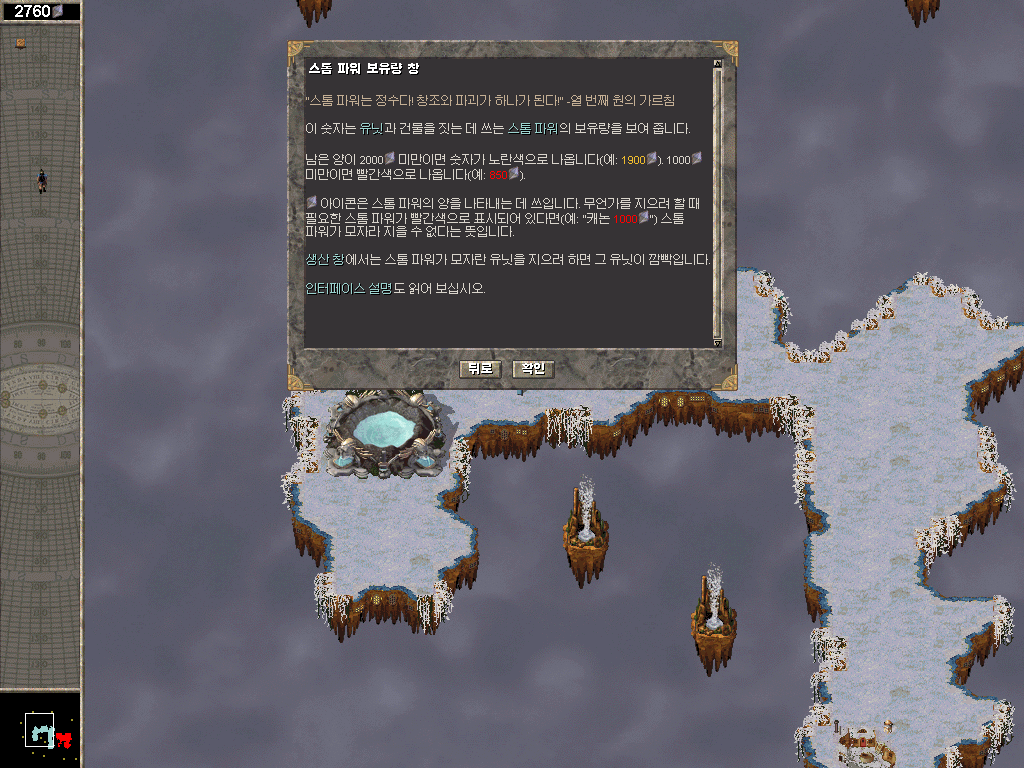 2760
스톰 파워 보유량 창
"스톰 파워는 정수다! 창조와 파괴가 하나가 된다!" -열 번째 원의 가르침
이 숫자는 유닛과 건물을 짓는 데 쓰는 스톰 파워의 보유량을 보여 줍니다.
남은 양이 2000 미만이면 숫자가 노란색으로 나옵니다(예: 1900). 1000
미만이면 빨간색으로 나옵니다(예: 850).
아이콘은 스톰 파워의 양을 나타내는 데 쓰입니다. 무언가를 지으려 할 때
필요한 스톰 파워가 빨간색으로 표시되어 있다면(예: "캐논 1000") 스톰
파워가 모자라 지을 수 없다는 뜻입니다.
생산 창에서는 스톰 파워가 모자란 유닛을 지으려 하면 그 유닛이 깜빡입니다.
인터페이스 설명도 읽어 보십시오.
뒤로 확인